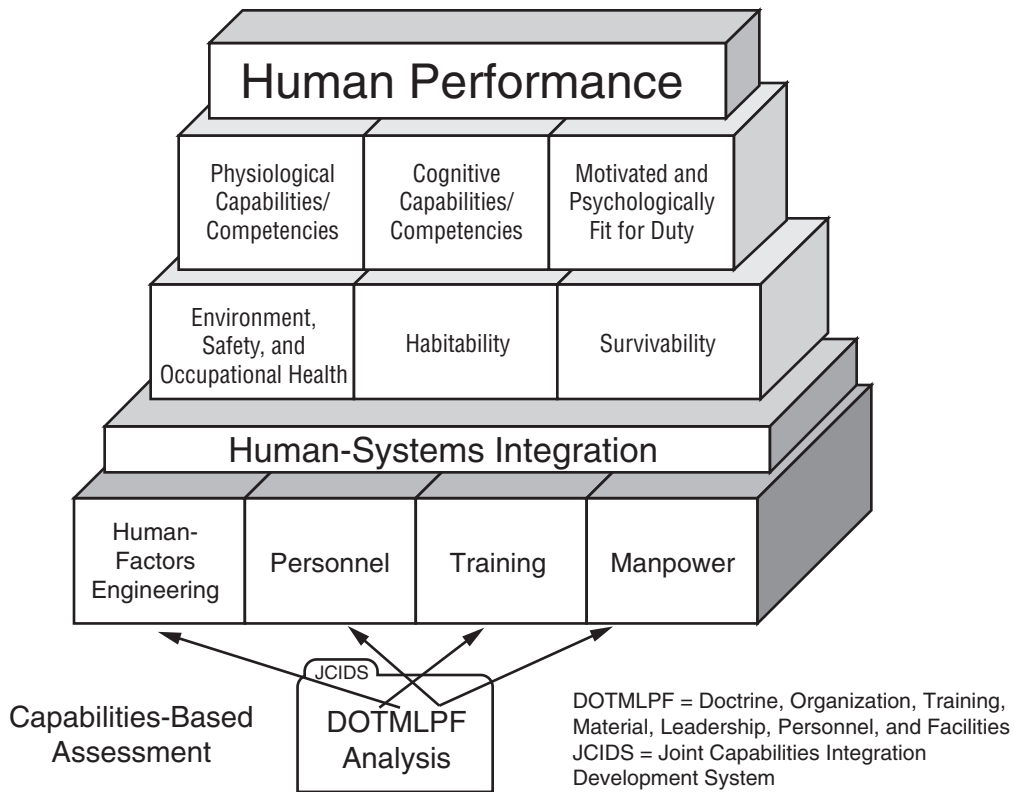 Human Performance
Physiological
Capabilities/
Competencies
Cognitive
Capabilities/
Competencies
Motivated and
Psychologically
Fit for Duty
Environment,
Safety, and
Occupational Health
Habitability
Survivability
Human-Systems Integration
Human-
Factors
Engineering
Personnel
Training
Manpower
JCIDS
DOTMLPF
Analysis
Capabilities-Based
Assessment
DOTMLPF = Doctrine, Organization, Training,
Material, Leadership, Personnel, and Facilities
JCIDS = Joint Capabilities Integration
Development System